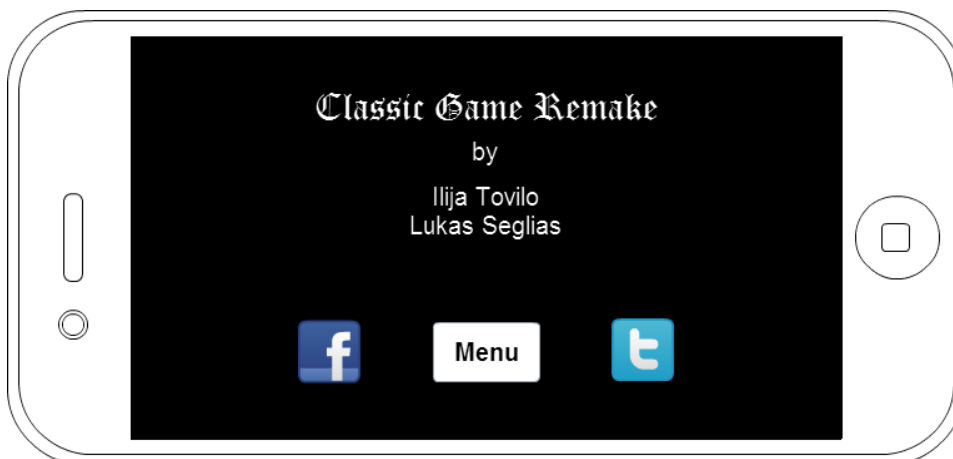 Classic Game Remake
by
Ilija Tovilo
Lukas Seglias
f Menu t